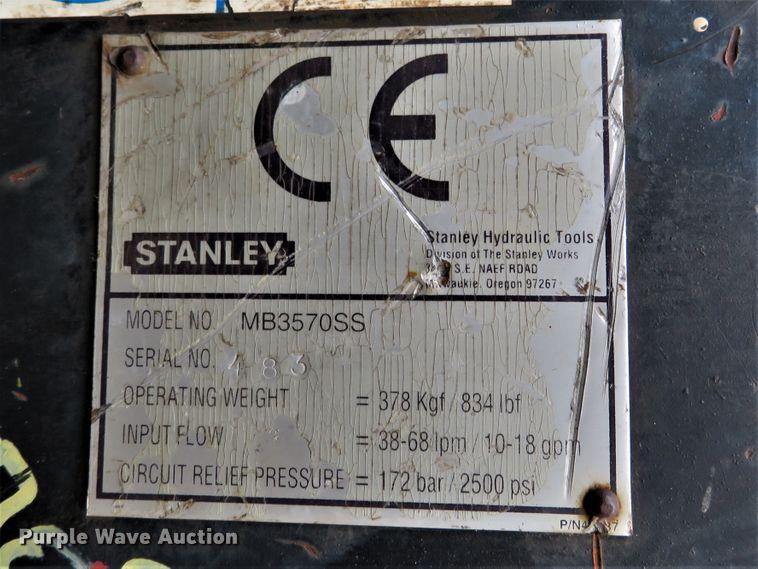 CE
STANLEY
Stanley Hydraulic Tools
Division of The Stanley Works
S.E. NAEF ROAD
Milwaukie, Oregon 97267
MODEL NO. MB3570SS
SERIAL NO. 483
OPERATING WEIGHT = 378 Kgf / 834 lbf
INPUT FLOW = 38-68 lpm / 10-18 gpm
CIRCUIT RELIEF PRESSURE = 172 bar / 2500 psi
Purple Wave Auction